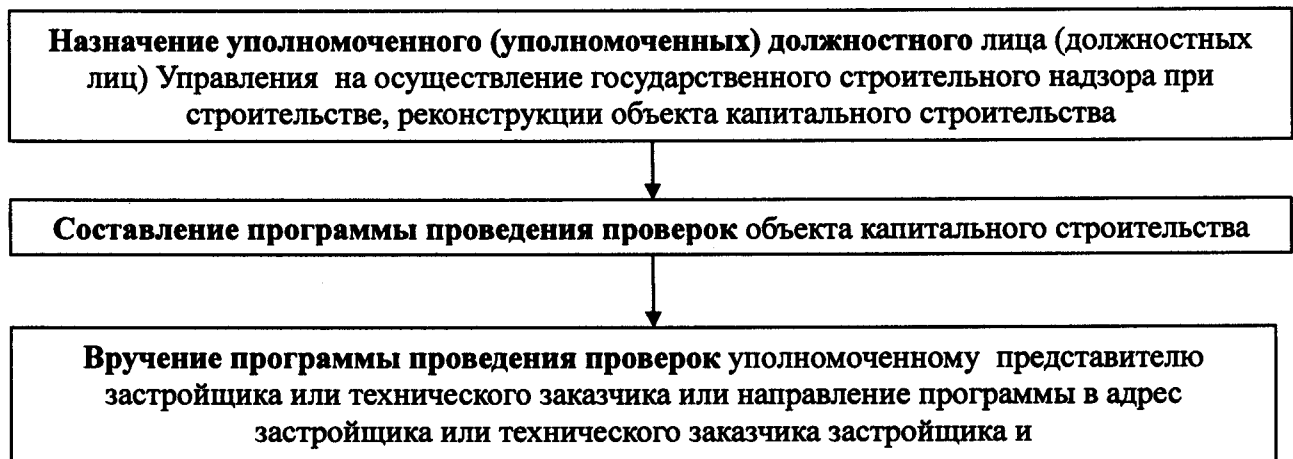 Назначение уполномоченного (уполномоченных) должностного лица (должностных
лиц) Управления на осуществление государственного строительного надзора при
строительстве, реконструкции объекта капитального строительства
Составление программы проведения проверок объекта капитального строительства
Вручение программы проведения проверок уполномоченному представителю
застройщика или технического заказчика или направление программы в адрес
застройщика или технического заказчика застройщика и